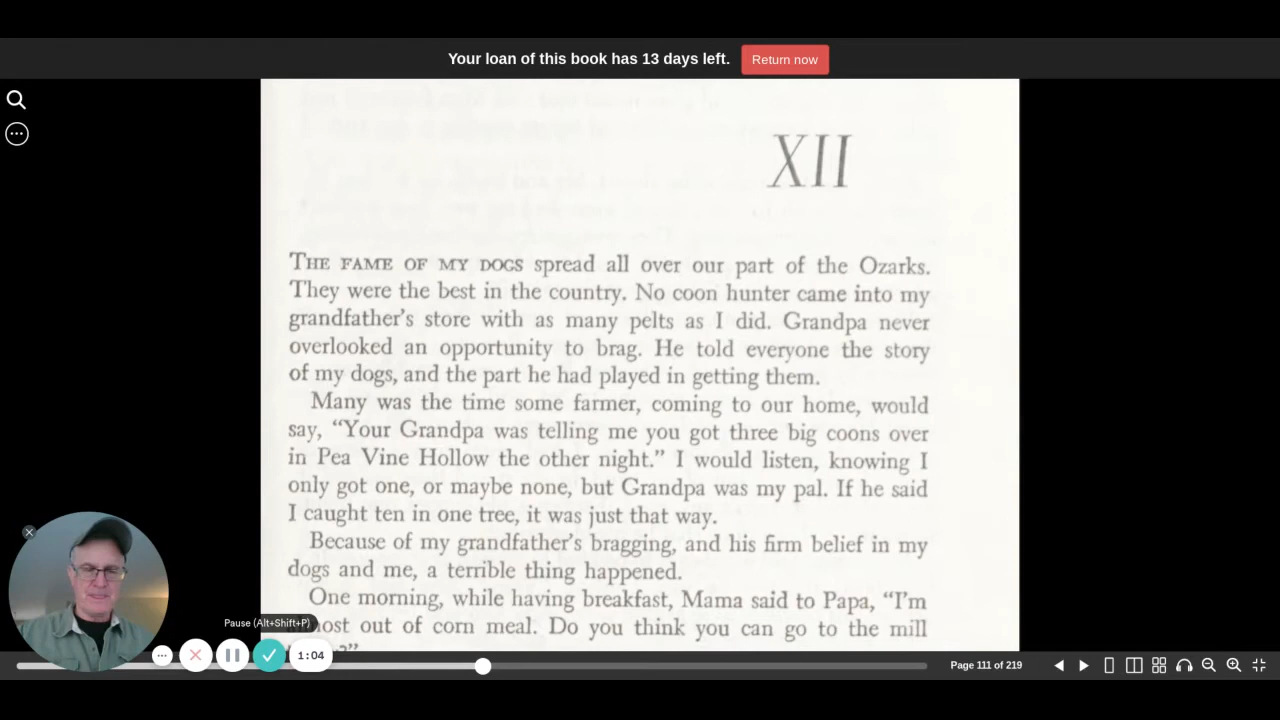 Your loan of this book has 13 days left. Return now
XII
THE FAME OF MY DOGS spread all over our part of the Ozarks.
They were the best in the country. No coon hunter came into my
grandfather's store with as many pelts as I did. Grandpa never
overlooked an opportunity to brag. He told everyone the story
of my dogs, and the part he had played in getting them.
Many was the time some farmer, coming to our home, would
say, "Your Grandpa was telling me you got three big coons over
in Pea Vine Hollow the other night." I would listen, knowing I
only got one, or maybe none, but Grandpa was my pal. If he said
I caught ten in one tree, it was just that way.
Because of my grandfather's bragging, and his firm belief in my
dogs and me, a terrible thing happened.
One morning, while having breakfast, Mama said to Papa, "I'm
out of corn meal. Do you think you can go to the mill
Pause (Alt+Shift+P)
1:04
Page 111 of 219